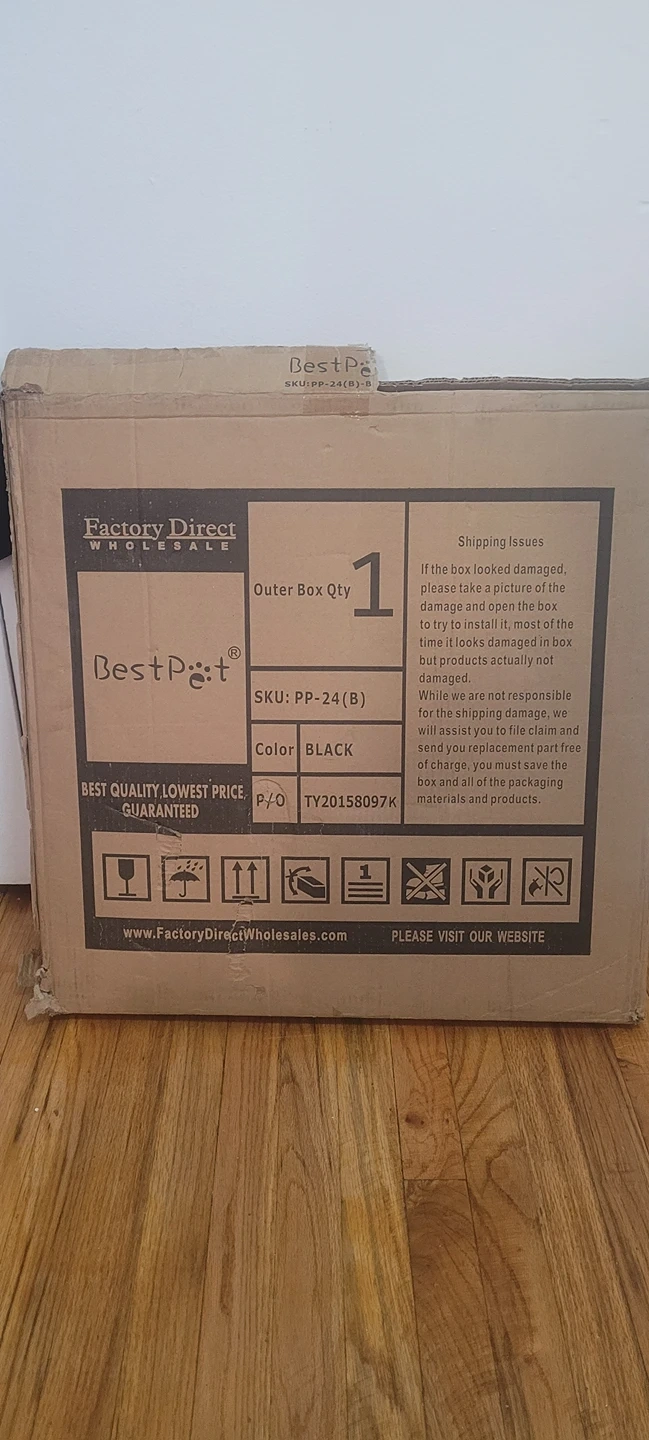 BestPe
SKU:PP-24(B)-B
Factory Direct
WHOLESALE
BestPet®
BEST QUALITY,LOWEST PRICE,
GUARANTEED
Outer Box Qty 1
SKU: PP-24(B)
Color BLACK
P/O TY20158097K
Shipping Issues
If the box looked damaged,
please take a picture of the
damage and open the box
to try to install it, most of the
time it looks damaged in box
but products actually not
damaged.
While we are not responsible
for the shipping damage, we
will assist you to file claim and
send you replacement part free
of charge, you must save the
box and all of the packaging
materials and products.
1
www.FactoryDirectWholesales.com PLEASE VISIT OUR WEBSITE